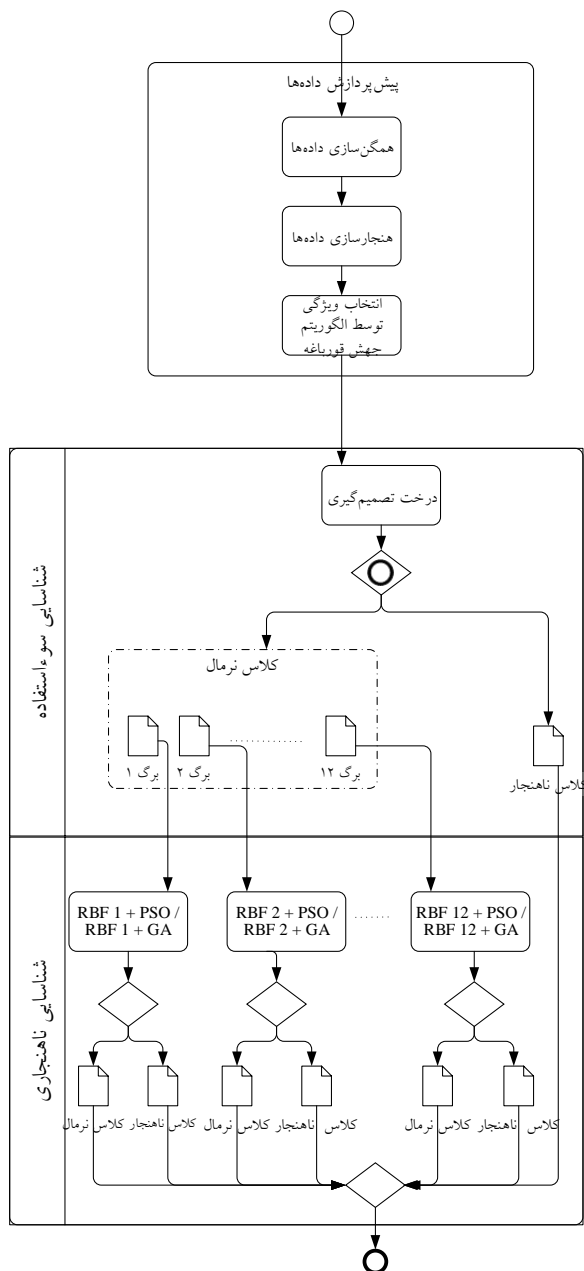 پیش‌پردازش داده‌ها
همگن‌سازی داده‌ها
هنجارسازی داده‌ها
انتخاب ویژگی
توسط الگوریتم
جهش قورباغه
شناسایی سوءاستفاده
درخت تصمیم‌گیری
کلاس نرمال
برگ ۱
برگ ۲
برگ ۱۲
کلاس ناهنجار
شناسایی ناهنجاری
RBF 1 + PSO /
RBF 1 + GA
RBF 2 + PSO /
RBF 2 + GA
RBF 12 + PSO /
RBF 12 + GA
کلاس نرمال
کلاس ناهنجار
کلاس نرمال
کلاس ناهنجار
کلاس نرمال
کلاس ناهنجار